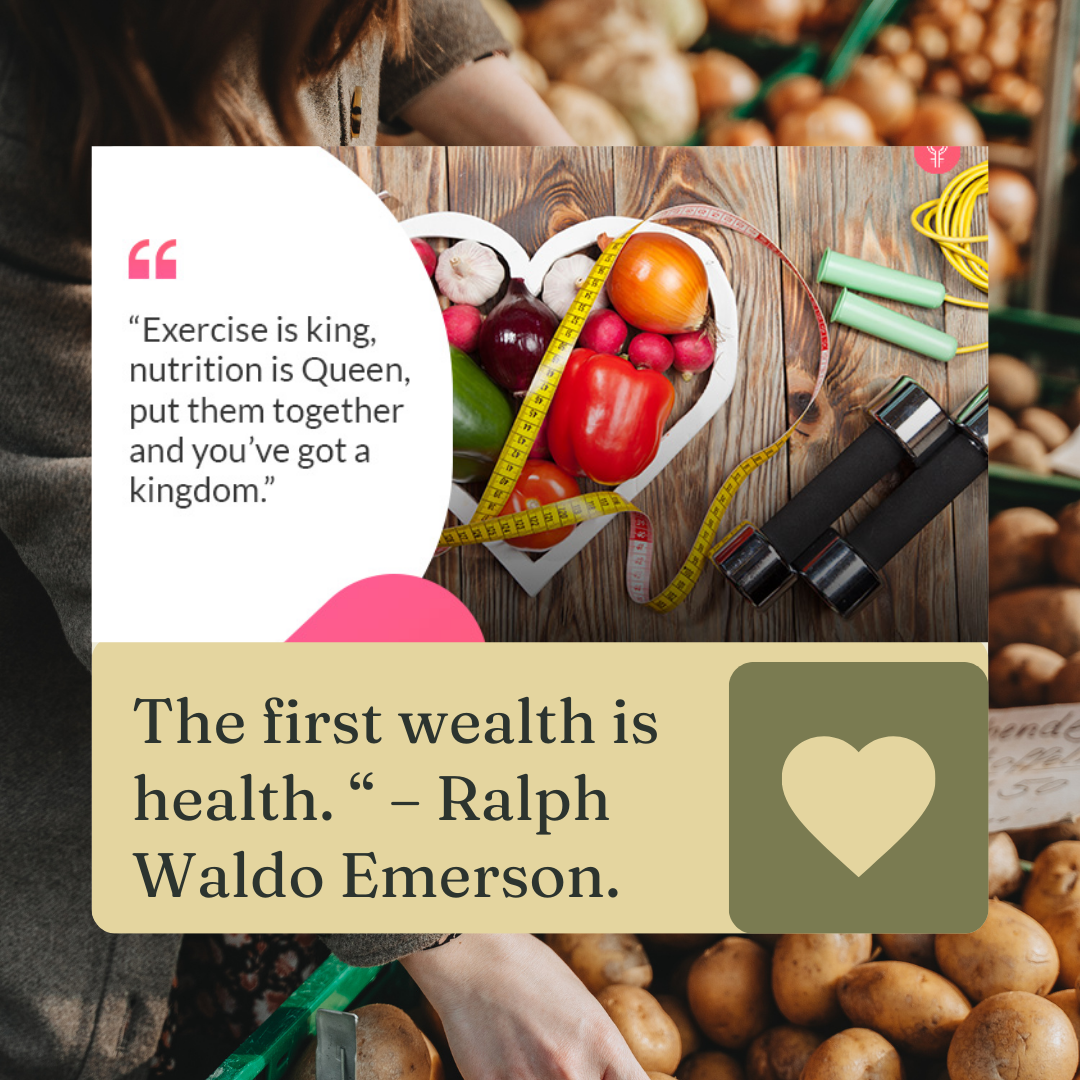 “Exercise is king,
nutrition is Queen,
put them together
and you’ve got a
kingdom.”
The first wealth is
health. “ – Ralph
Waldo Emerson.
50